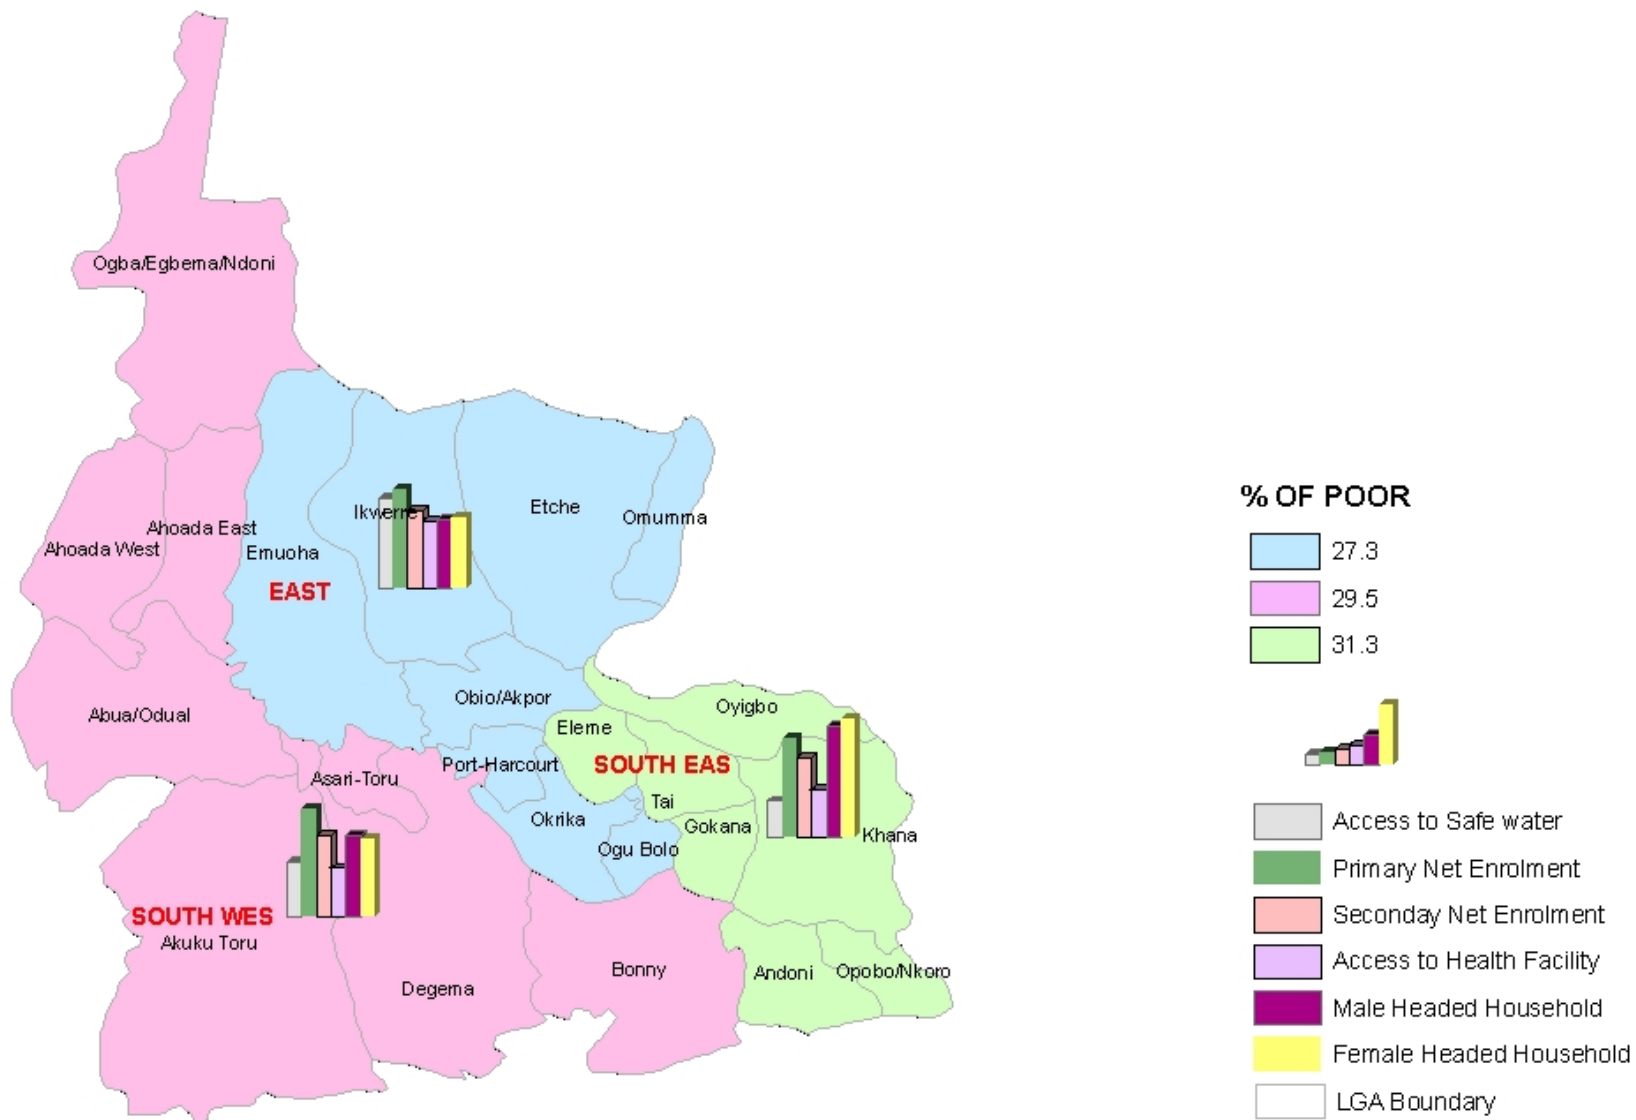 Ogba/Egbema/Ndoni
Ikwerre
Etche
Omumma
Ahoada East
Ahoada West
Emuoha
EAST
Abua/Odual
Obio/Akpor
Oyigbo
Eleme
Port-Harcourt
SOUTH EAS
Asari-Toru
Tai
Okrika
Gokana
Khana
Ogu Bolo
SOUTH WES
Akuku Toru
Bonny
Andoni
Opobo/Nkoro
Degema
% OF POOR
27.3
29.5
31.3
Access to Safe water
Primary Net Enrolment
Seconday Net Enrolment
Access to Health Facility
Male Headed Household
Female Headed Household
LGA Boundary